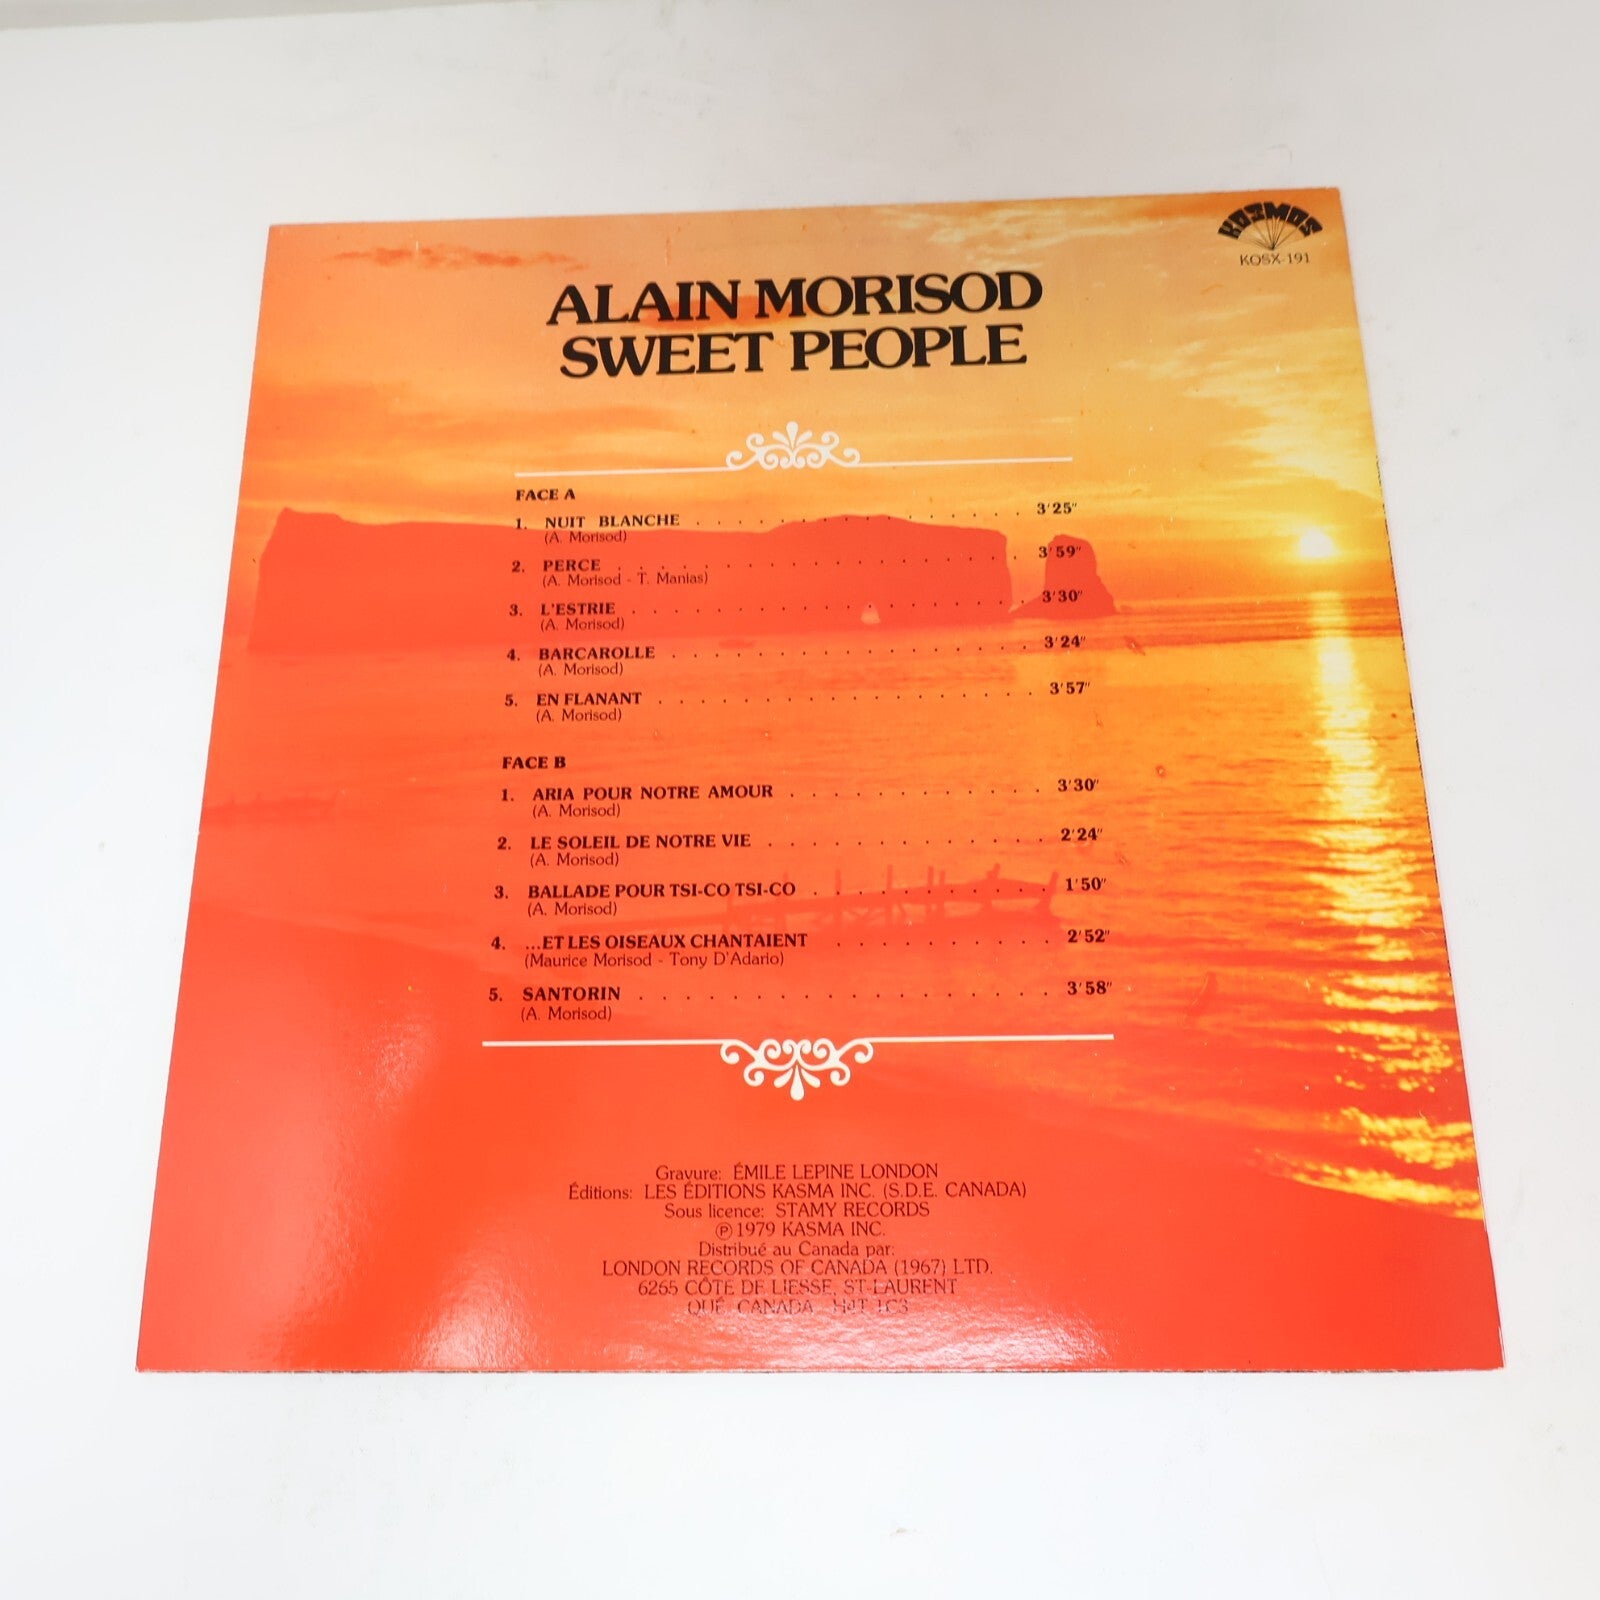 KOZMOS
KOSX-191
ALAIN MORISOD
SWEET PEOPLE
FACE A
1. NUIT BLANCHE . . . . . . . . . . . . . . . 3'25"
(A. Morisod)
2. PERCE . . . . . . . . . . . . . . . . . . 3'59"
(A. Morisod - T. Manias)
3. L'ESTRIE . . . . . . . . . . . . . . . . . . 3'30"
(A. Morisod)
4. BARCAROLLE . . . . . . . . . . . . . . . . 3'24"
(A. Morisod)
5. EN FLANANT . . . . . . . . . . . . . . . . . 3'57"
(A. Morisod)
FACE B
1. ARIA POUR NOTRE AMOUR . . . . . . . . . . . . 3'30"
(A. Morisod)
2. LE SOLEIL DE NOTRE VIE . . . . . . . . . . . . . 2'24"
(A. Morisod)
3. BALLADE POUR TSI-CO TSI-CO . . . . . . . . . . . 1'50"
(A. Morisod)
4. ...ET LES OISEAUX CHANTAIENT . . . . . . . . . . 2'52"
(Maurice Morisod - Tony D'Adario)
5. SANTORIN . . . . . . . . . . . . . . . . . . 3'58"
(A. Morisod)
Gravure: ÉMILE LEPINE LONDON
Éditions: LES ÉDITIONS KASMA INC. (S.D.E. CANADA)
Sous licence: STAMY RECORDS
℗ 1979 KASMA INC.
Distribué au Canada par:
LONDON RECORDS OF CANADA (1967) LTD.
6265 CÔTE DE LIESSE, ST-LAURENT
QUÉ. CANADA H4T 1C3